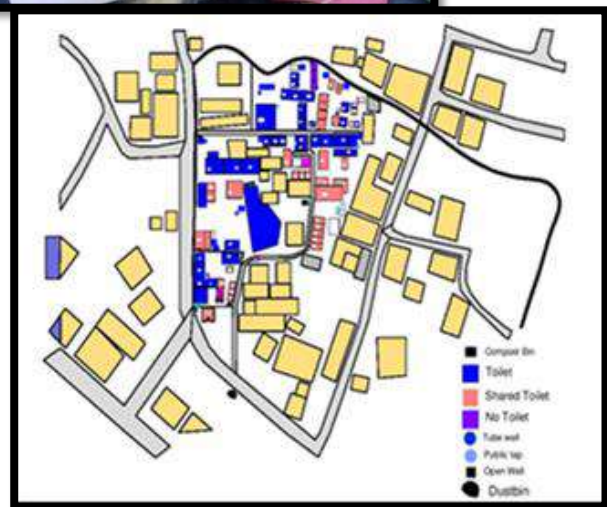 Compost Bin
Toilet
Shared Toilet
No Toilet
Tube well
Public tap
Open Well
Dustbin